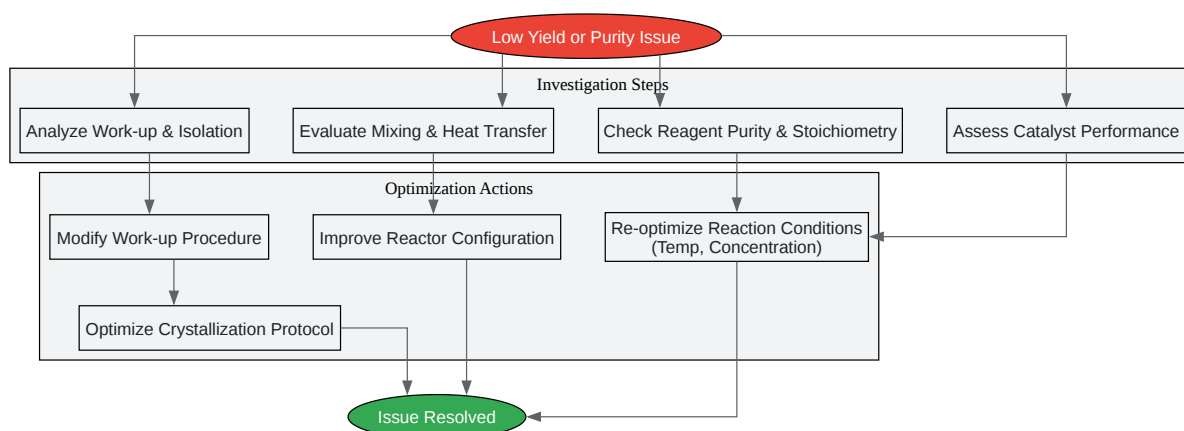 Low Yield or Purity Issue
Investigation Steps
Analyze Work-up & Isolation
Evaluate Mixing & Heat Transfer
Check Reagent Purity & Stoichiometry
Assess Catalyst Performance
Optimization Actions
Modify Work-up Procedure
Improve Reactor Configuration
Re-optimize Reaction Conditions
(Temp, Concentration)
Optimize Crystallization Protocol
Issue Resolved